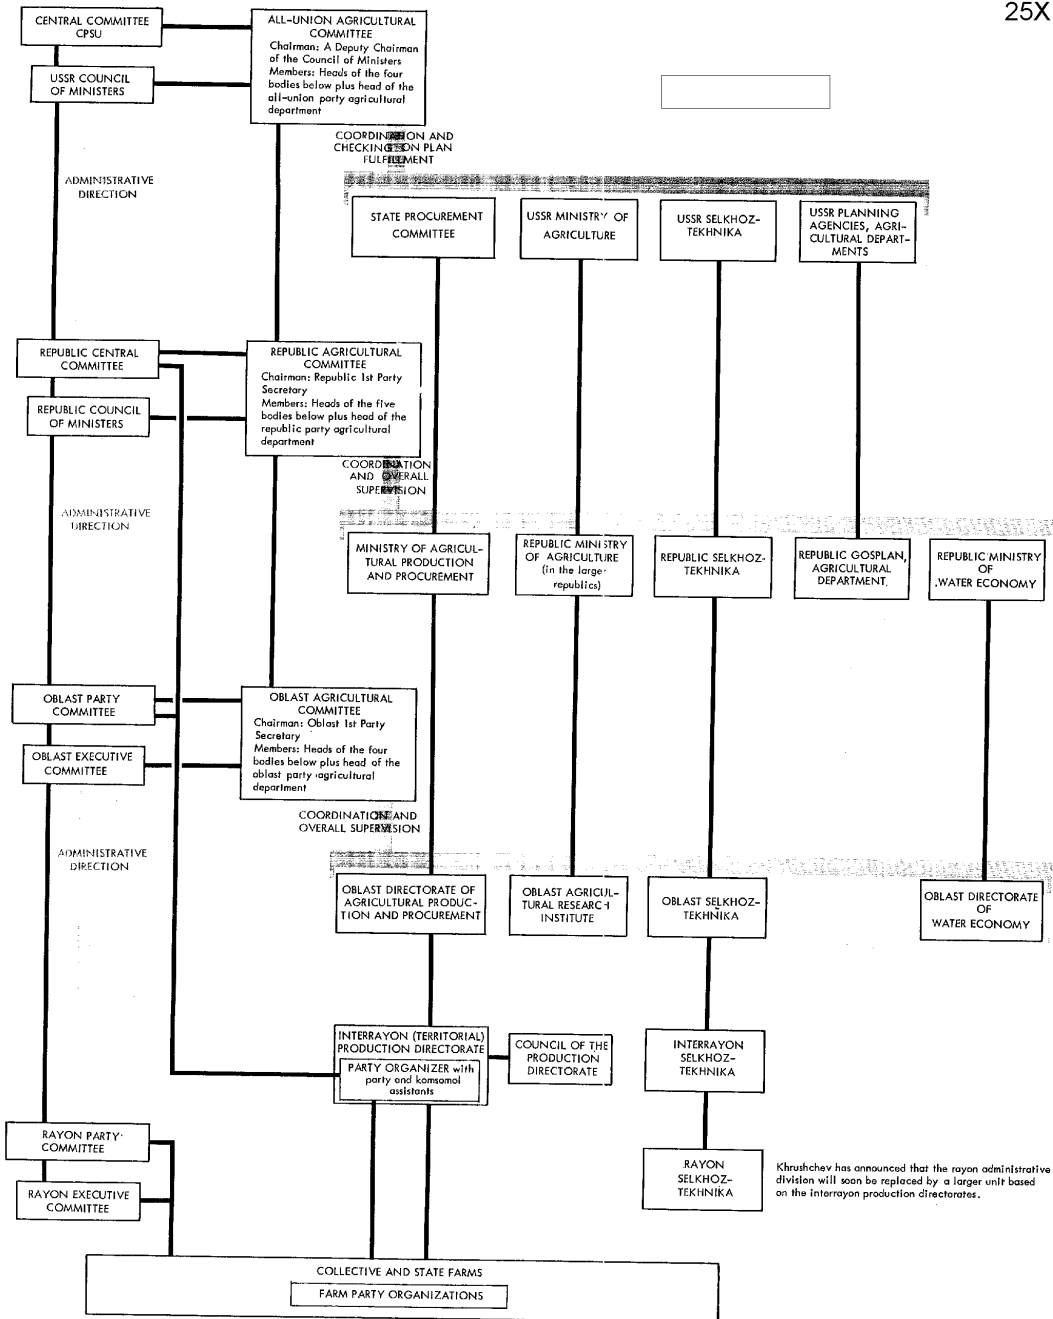 25X
CENTRAL COMMITTEE
CPSU
USSR COUNCIL
OF MINISTERS
ALL-UNION AGRICULTURAL
COMMITTEE
Chairman: A Deputy Chairman
of the Council of Ministers
Members: Heads of the four
bodies below plus head of the
all-union party agricultural
department
COORDINATION AND
CHECKING ON PLAN
FULFILLMENT
ADMINISTRATIVE
DIRECTION
STATE PROCUREMENT
COMMITTEE
USSR MINISTRY OF
AGRICULTURE
USSR SELKHOZ-
TEKHNIKA
USSR PLANNING
AGENCIES, AGRI-
CULTURAL DEPART-
MENTS
REPUBLIC CENTRAL
COMMITTEE
REPUBLIC COUNCIL
OF MINISTERS
REPUBLIC AGRICULTURAL
COMMITTEE
Chairman: Republic 1st Party
Secretary
Members: Heads of the five
bodies below plus head of the
republic party agricultural
department
COORDINATION
AND OVERALL
SUPERVISION
ADMINISTRATIVE
DIRECTION
MINISTRY OF AGRICUL-
TURAL PRODUCTION
AND PROCUREMENT
REPUBLIC MINISTRY
OF AGRICULTURE
(in the larger
republics)
REPUBLIC SELKHOZ-
TEKHNIKA
REPUBLIC GOSPLAN,
AGRICULTURAL
DEPARTMENT
REPUBLIC MINISTRY
OF
WATER ECONOMY
OBLAST PARTY
COMMITTEE
OBLAST EXECUTIVE
COMMITTEE
OBLAST AGRICULTURAL
COMMITTEE
Chairman: Oblast 1st Party
Secretary
Members: Heads of the four
bodies below plus head of the
oblast party agricultural
department
COORDINATION AND
OVERALL SUPERVISION
ADMINISTRATIVE
DIRECTION
OBLAST DIRECTORATE OF
AGRICULTURAL PRODUC-
TION AND PROCUREMENT
OBLAST AGRICUL-
TURAL RESEARCH
INSTITUTE
OBLAST SELKHOZ-
TEKHNIKA
OBLAST DIRECTORATE
OF
WATER ECONOMY
INTERRAYON (TERRITORIAL)
PRODUCTION DIRECTORATE
PARTY ORGANIZER with
party and komsomol
assistants
COUNCIL OF THE
PRODUCTION
DIRECTORATE
INTERRAYON
SELKHOZ-
TEKHNIKA
RAYON PARTY
COMMITTEE
RAYON EXECUTIVE
COMMITTEE
RAYON
SELKHOZ-
TEKHNIKA
Khrushchev has announced that the rayon administrative
division will soon be replaced by a larger unit based
on the interrayon production directorates.
COLLECTIVE AND STATE FARMS
FARM PARTY ORGANIZATIONS